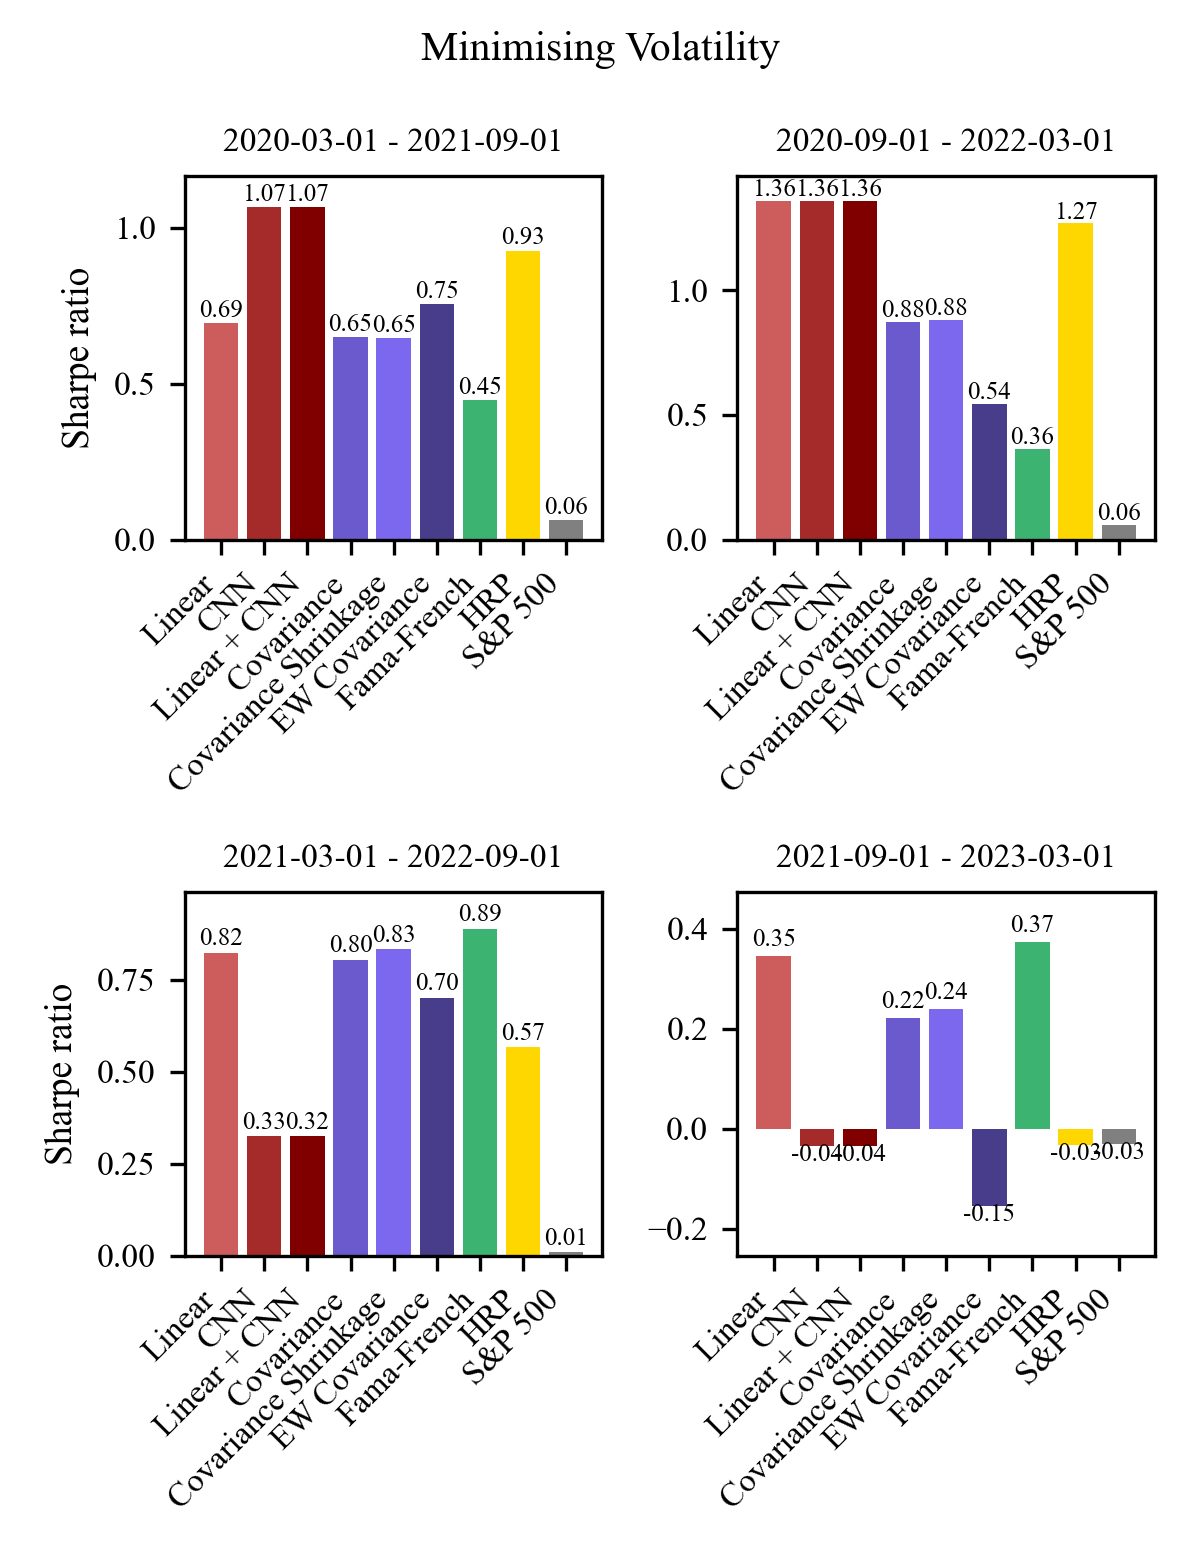 Minimising Volatility
2020-03-01 - 2021-09-01
Sharpe ratio
1.0
0.5
0.0
0.69
1.07
1.07
0.65
0.65
0.75
0.45
0.93
0.06
Linear
CNN
Linear + CNN
Covariance
Covariance Shrinkage
EW Covariance
Fama-French
HRP
S&P 500
2020-09-01 - 2022-03-01
1.0
0.5
0.0
1.36
1.36
1.36
0.88
0.88
0.54
0.36
1.27
0.06
Linear
CNN
Linear + CNN
Covariance
Covariance Shrinkage
EW Covariance
Fama-French
HRP
S&P 500
2021-03-01 - 2022-09-01
Sharpe ratio
0.75
0.50
0.25
0.00
0.82
0.33
0.32
0.80
0.83
0.70
0.89
0.57
0.01
Linear
CNN
Linear + CNN
Covariance
Covariance Shrinkage
EW Covariance
Fama-French
HRP
S&P 500
2021-09-01 - 2023-03-01
0.4
0.2
0.0
−0.2
0.35
-0.04
-0.04
0.22
0.24
-0.15
0.37
-0.03
-0.03
Linear
CNN
Linear + CNN
Covariance
Covariance Shrinkage
EW Covariance
Fama-French
HRP
S&P 500